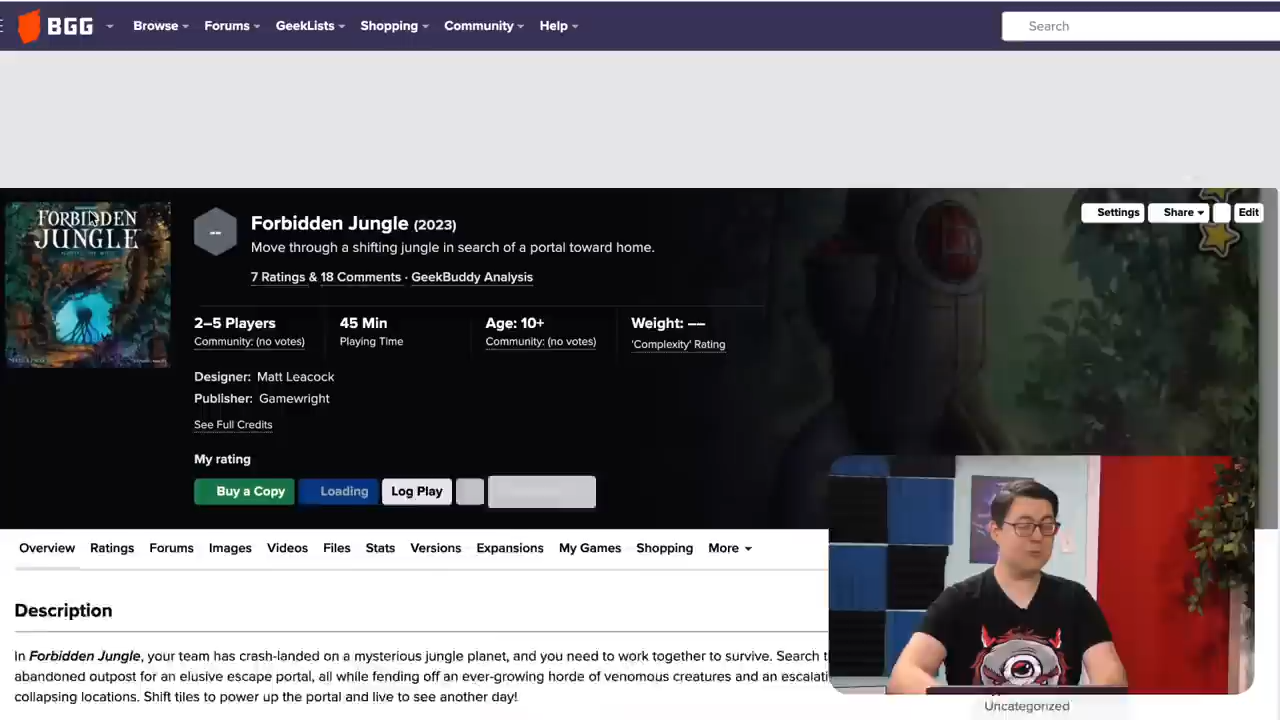 BGG
Browse
Forums
GeekLists
Shopping
Community
Help
Search
FORBIDDEN
JUNGLE
Forbidden Jungle (2023)
Move through a shifting jungle in search of a portal toward home.
7 Ratings & 18 Comments · GeekBuddy Analysis
Settings
Share
Edit
--
2–5 Players
Community: (no votes)
45 Min
Playing Time
Age: 10+
Community: (no votes)
Weight: —
'Complexity' Rating
Designer: Matt Leacock
Publisher: Gamewright
See Full Credits
My rating
Buy a Copy
Loading
Log Play
Overview
Ratings
Forums
Images
Videos
Files
Stats
Versions
Expansions
My Games
Shopping
More
Description
In Forbidden Jungle, your team has crash-landed on a mysterious jungle planet, and you need to work together to survive. Search
abandoned outpost for an elusive escape portal, all while fending off an ever-growing horde of venomous creatures and an
collapsing locations. Shift tiles to power up the portal and live to see another day!
Uncategorized